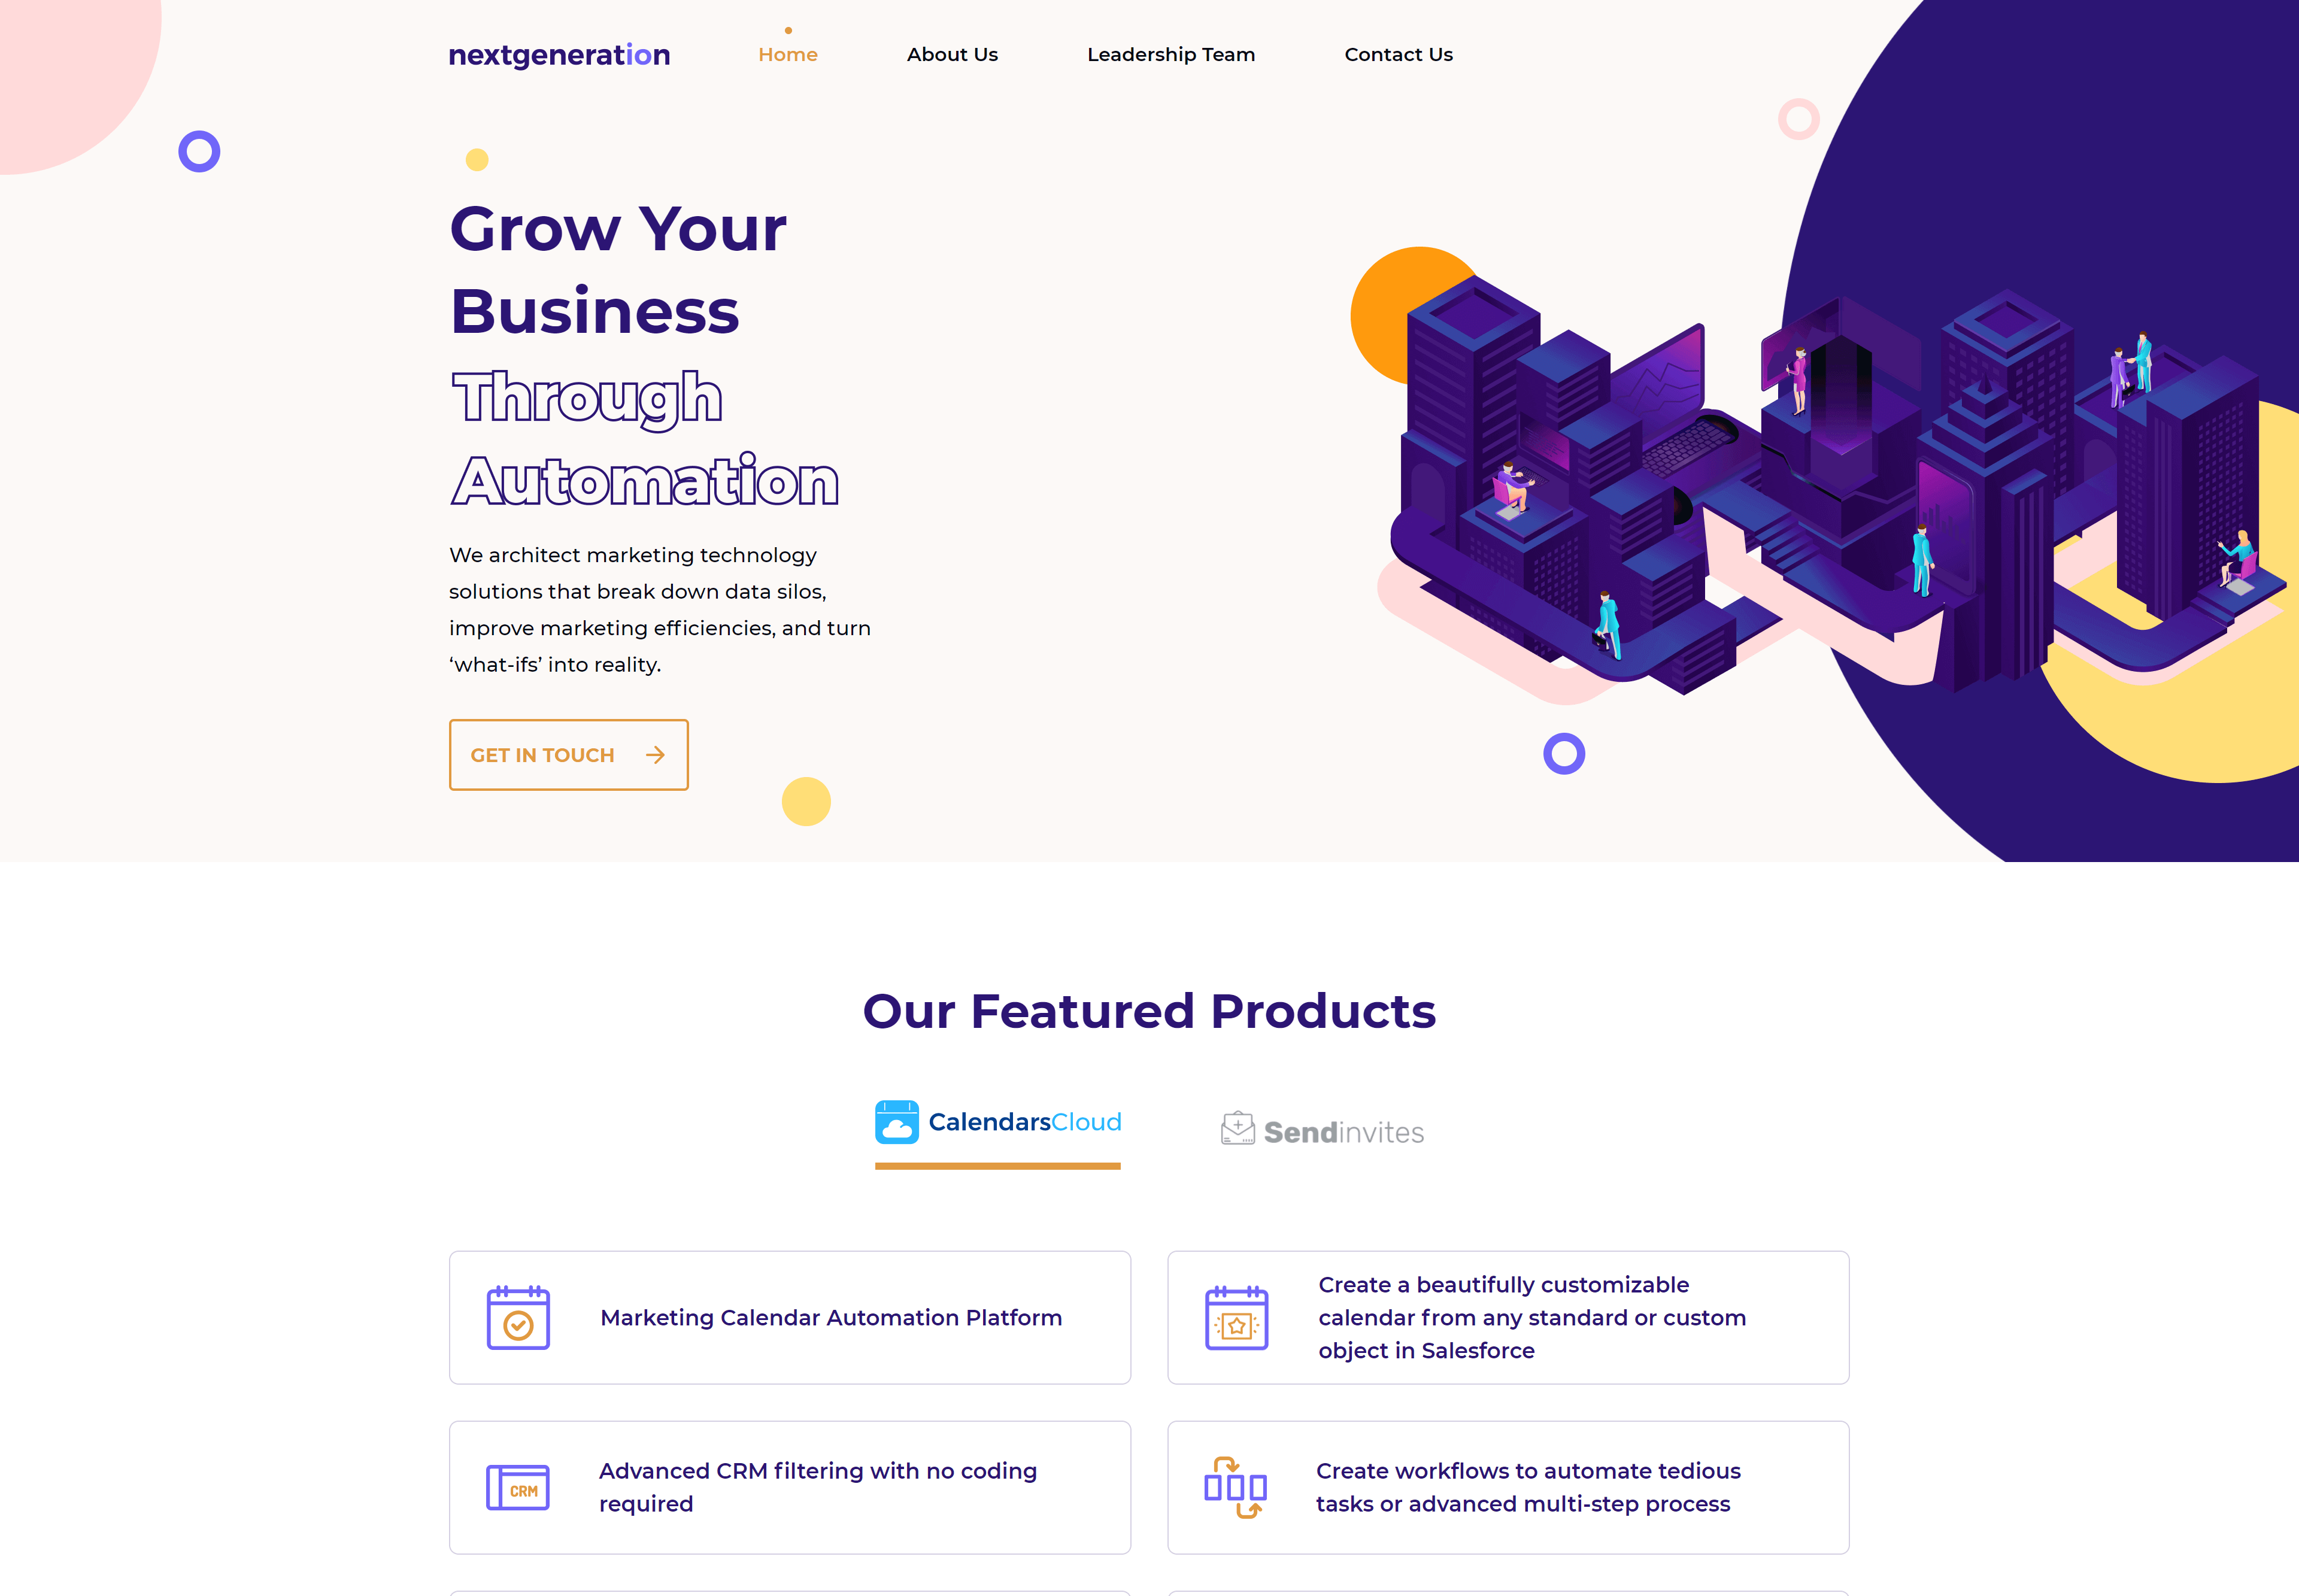 nextgeneration
Home
About Us
Leadership Team
Contact Us
Grow Your
Business
Through
Automation
We architect marketing technology
solutions that break down data silos,
improve marketing efficiencies, and turn
‘what-ifs’ into reality.
GET IN TOUCH
Our Featured Products
CalendarsCloud
Sendinvites
Marketing Calendar Automation Platform
Create a beautifully customizable
calendar from any standard or custom
object in Salesforce
CRM
Advanced CRM filtering with no coding
required
Create workflows to automate tedious
tasks or advanced multi-step process